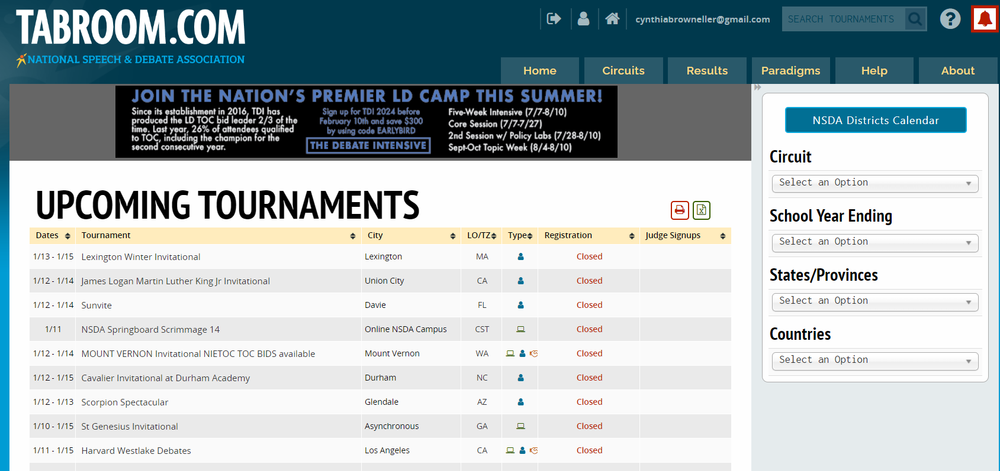 TABROOM.COM
NATIONAL SPEECH & DEBATE ASSOCIATION
cynthiabrowneller@gmail.com
SEARCH TOURNAMENTS
?
Home
Circuits
Results
Paradigms
Help
About
JOIN THE NATION'S PREMIER LD CAMP THIS SUMMER!
Since its establishment in 2016, TDI has
produced the LD TOC bid leader 2/3 of the
time. Last year, 26% of attendees qualified
to TOC, including the champion for the
second consecutive year.
Sign up for TDI 2024 before
February 10th and save $300
by using code EARLYBIRD
THE DEBATE INTENSIVE
Five-Week Intensive (7/7-8/10)
Core Session (7/7-7/27)
2nd Session w/ Policy Labs (7/28-8/10)
Sept-Oct Topic Week (8/4-8/10)
UPCOMING TOURNAMENTS
Dates Tournament City LO/TZ Type Registration Judge Signups
1/13 - 1/15 Lexington Winter Invitational Lexington MA Closed
1/12 - 1/14 James Logan Martin Luther King Jr Invitational Union City CA Closed
1/12 - 1/14 Sunvite Davie FL Closed
1/11 NSDA Springboard Scrimmage 14 Online NSDA Campus CST Closed
1/12 - 1/14 MOUNT VERNON Invitational NIETOC TOC BIDS available Mount Vernon WA Closed
1/12 - 1/15 Cavalier Invitational at Durham Academy Durham NC Closed
1/12 - 1/13 Scorpion Spectacular Glendale AZ Closed
1/10 - 1/15 St Genesius Invitational Asynchronous GA Closed
1/11 - 1/15 Harvard Westlake Debates Los Angeles CA Closed
NSDA Districts Calendar
Circuit
Select an Option
School Year Ending
Select an Option
States/Provinces
Select an Option
Countries
Select an Option